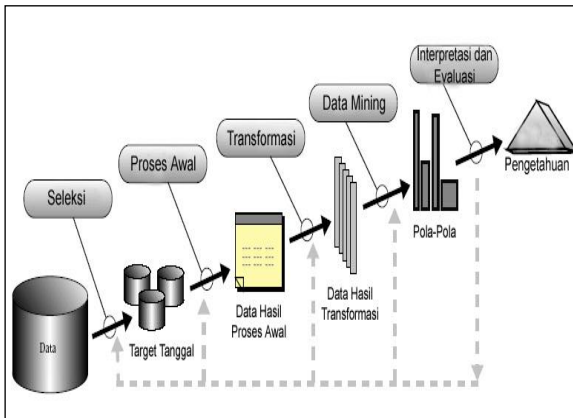 Interpretasi dan
Evaluasi
Data Mining
Transformasi
Pengetahuan
Proses Awal
Pola-Pola
Seleksi
Data Hasil
Transformasi
Data Hasil
Proses Awal
Target Tanggal
Data